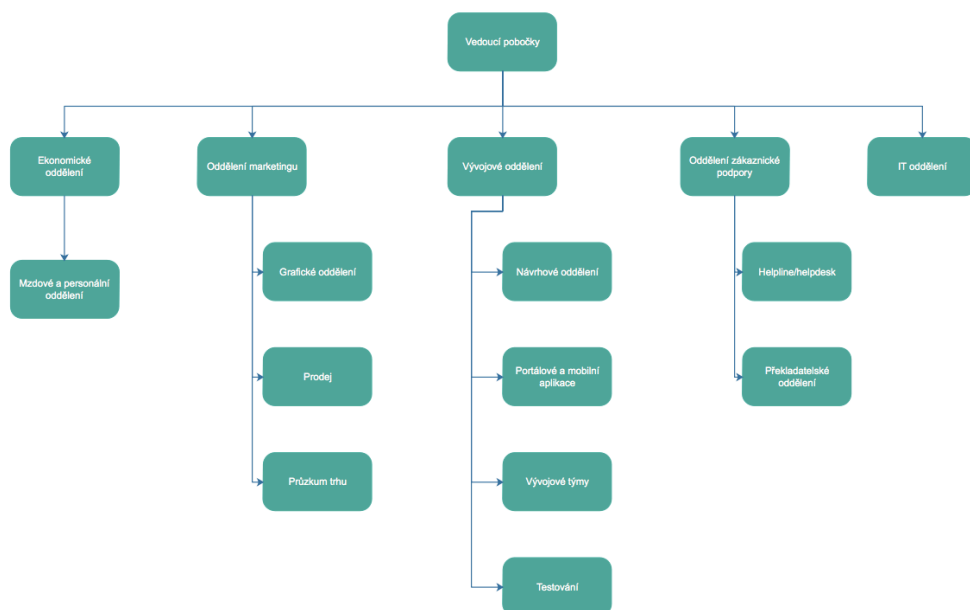 Vedoucí pobočky
Ekonomické
oddělení
Oddělení marketingu
Vývojové oddělení
Oddělení zákaznické
podpory
IT oddělení
Mzdové a personální
oddělení
Grafické oddělení
Návrhové oddělení
Helpline/helpdesk
Prodej
Portálové a mobilní
aplikace
Překladatelské
oddělení
Průzkum trhu
Vývojové týmy
Testování